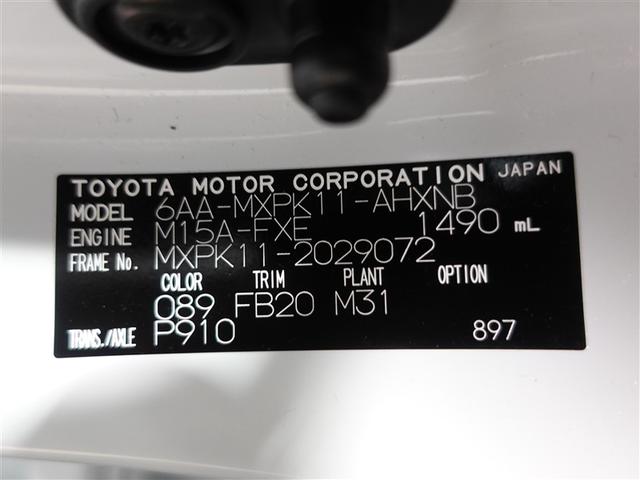 TOYOTA MOTOR CORPORATION JAPAN
MODEL 6AA-MXPK11-AHXNB
ENGINE M15A-FXE 1490 mL
FRAME No. MXPK11-2029072
COLOR TRIM PLANT OPTION
089 FB20 M31
TRANS./AXLE P910 897